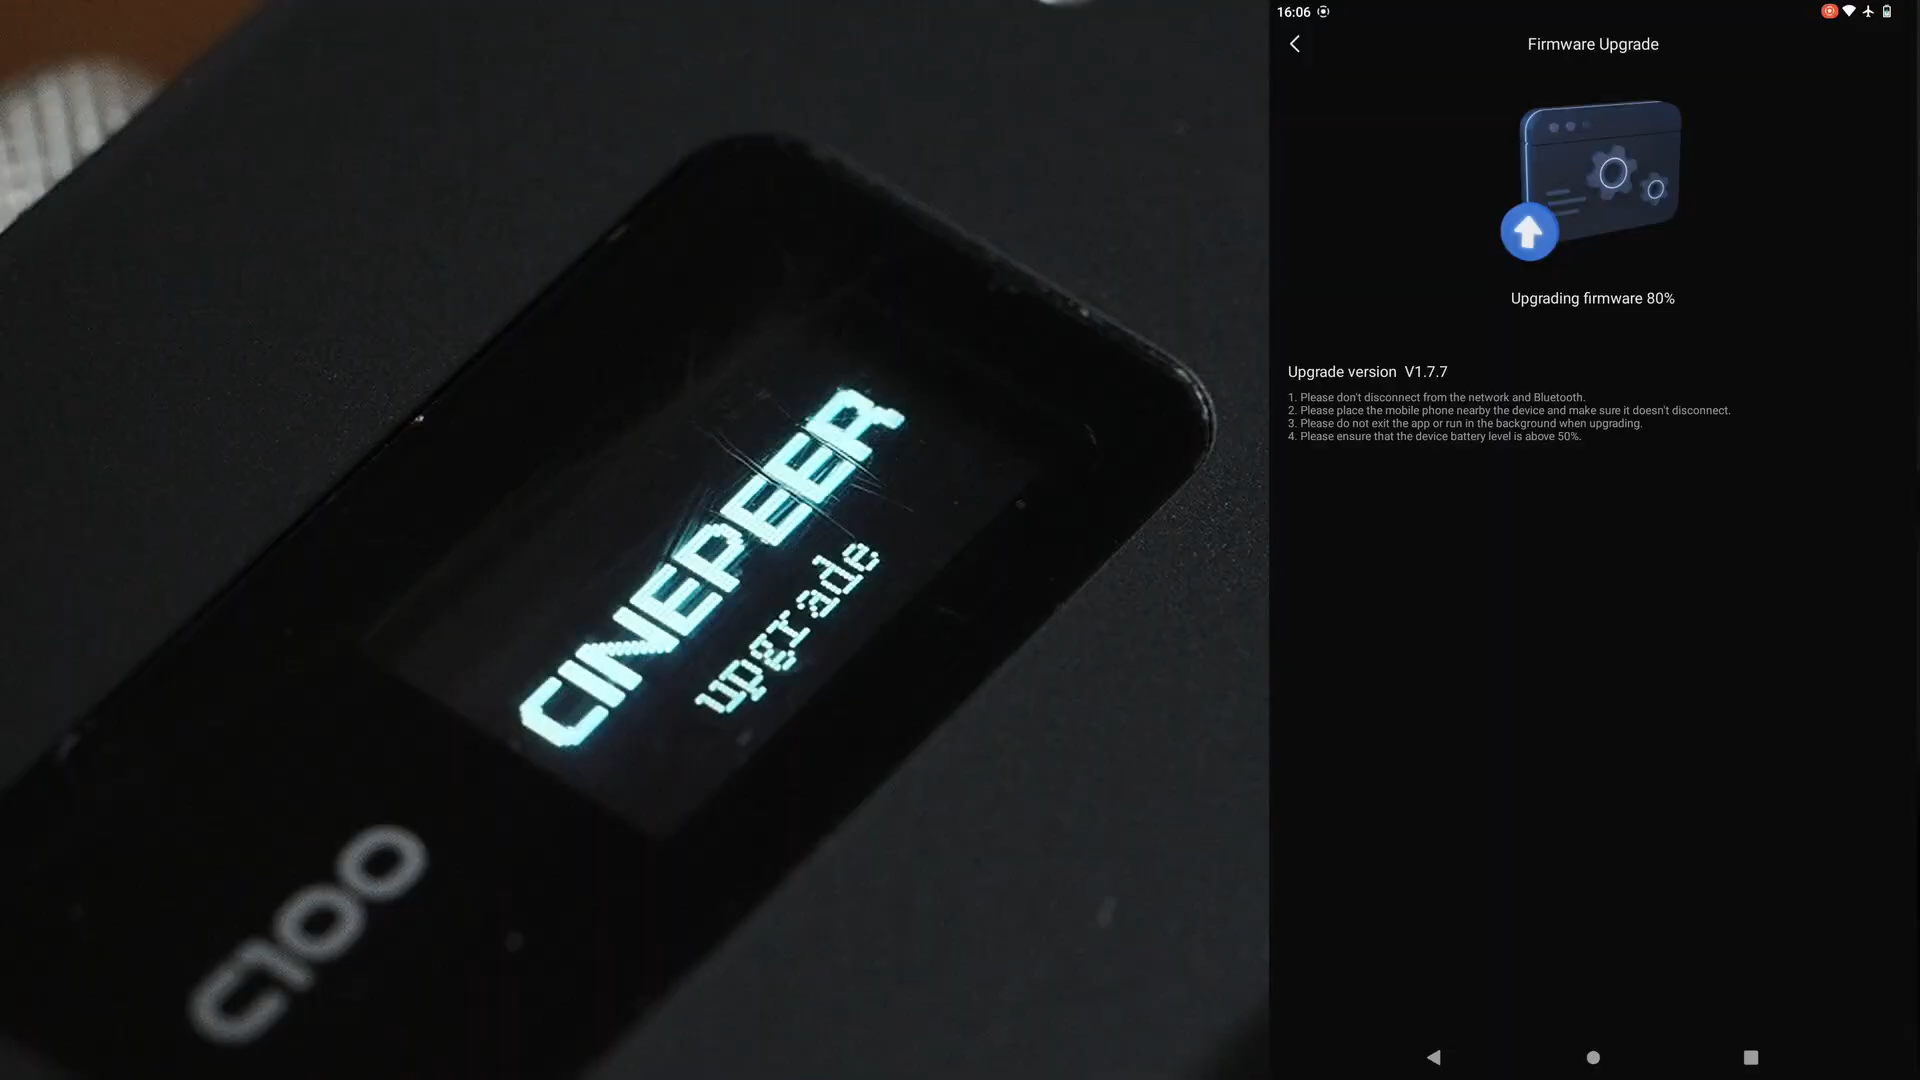 CINEPEER
upgrade
C100
16:06
Firmware Upgrade
Upgrading firmware 80%
Upgrade version V1.7.7
1. Please don't disconnect from the network and Bluetooth.
2. Please place the mobile phone nearby the device and make sure it doesn't disconnect.
3. Please do not exit the app or run in the background when upgrading.
4. Please ensure that the device battery level is above 50%.